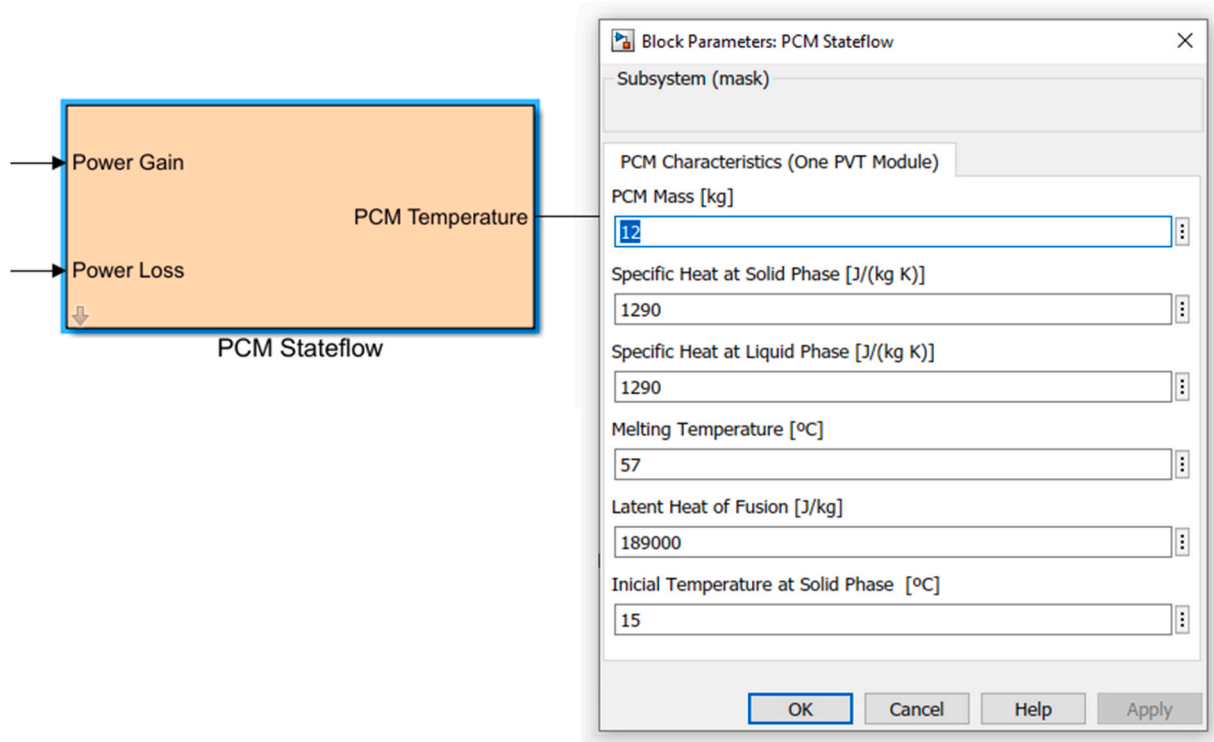 Power Gain
PCM Temperature
Power Loss
PCM Stateflow
Block Parameters: PCM Stateflow
Subsystem (mask)
PCM Characteristics (One PVT Module)
PCM Mass [kg]
12
Specific Heat at Solid Phase [J/(kg K)]
1290
Specific Heat at Liquid Phase [J/(kg K)]
1290
Melting Temperature [ºC]
57
Latent Heat of Fusion [J/kg]
189000
Inicial Temperature at Solid Phase  [ºC]
15
OK Cancel Help Apply